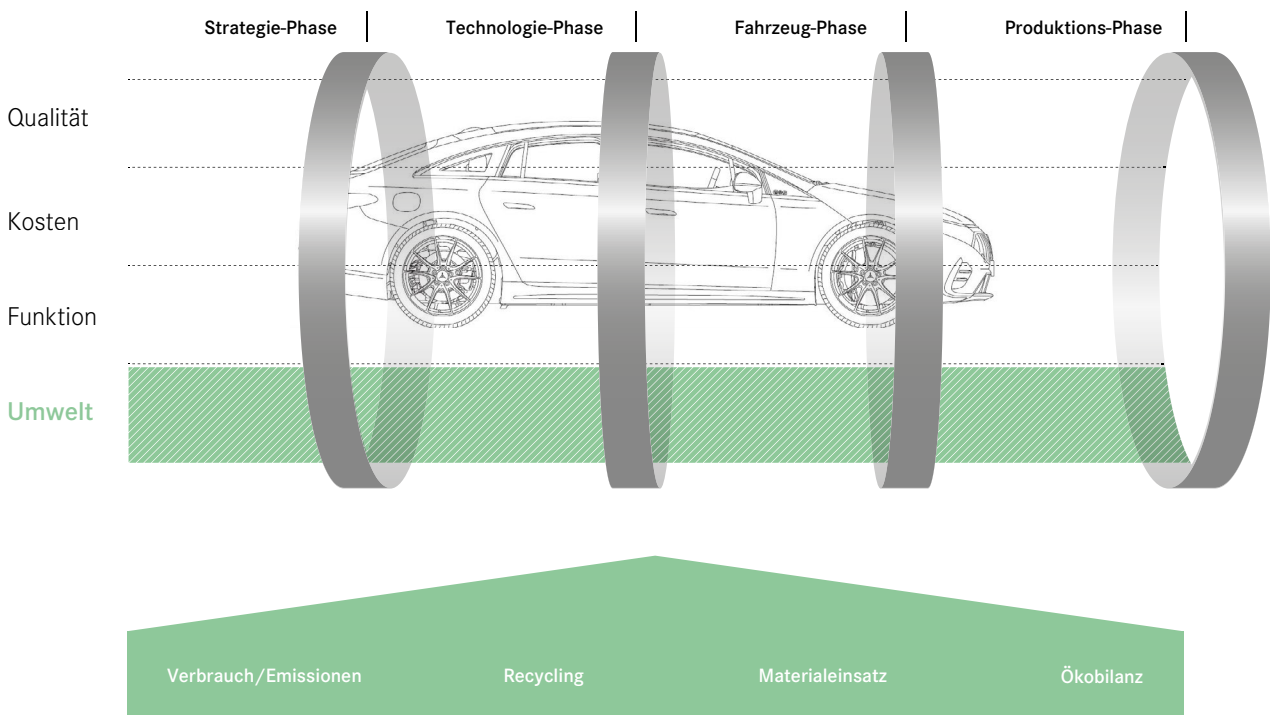 Strategie-Phase
Technologie-Phase
Fahrzeug-Phase
Produktions-Phase
Qualität
Kosten
Funktion
Umwelt
Verbrauch/Emissionen
Recycling
Materialeinsatz
Ökobilanz